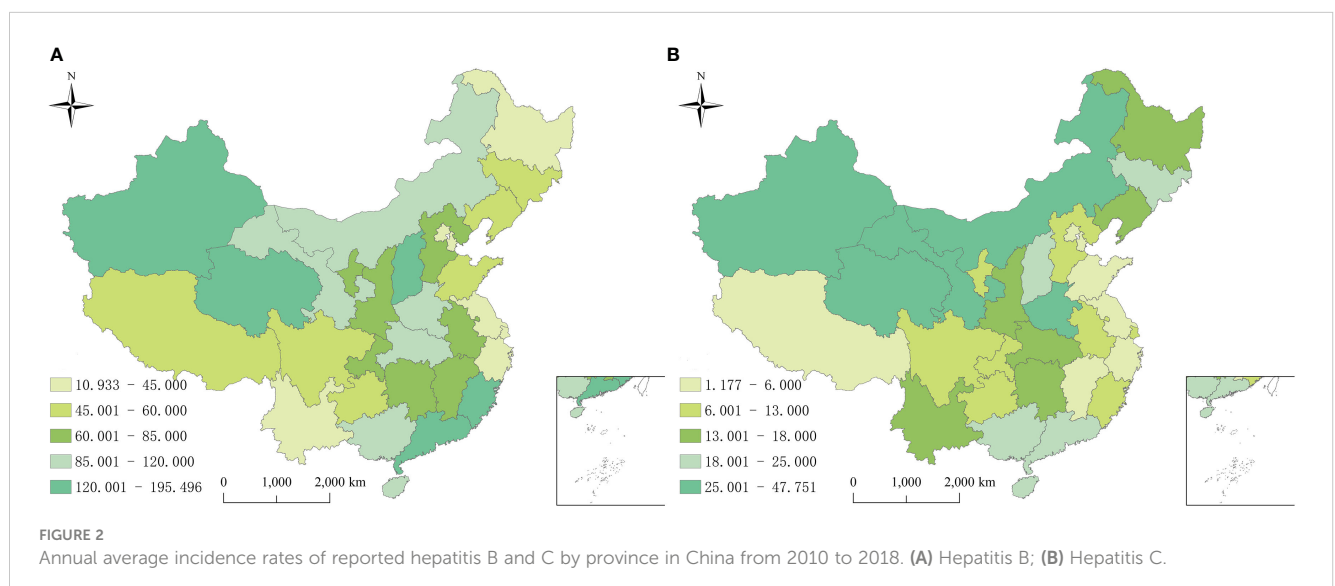 A
B
N
N
10.933 - 45.000
45.001 - 60.000
60.001 - 85.000
85.001 - 120.000
120.001 - 195.496
0 1,000 2,000 km
1.177 - 6.000
6.001 - 13.000
13.001 - 18.000
18.001 - 25.000
25.001 - 47.751
0 1,000 2,000 km
FIGURE 2
Annual average incidence rates of reported hepatitis B and C by province in China from 2010 to 2018. (A) Hepatitis B; (B) Hepatitis C.